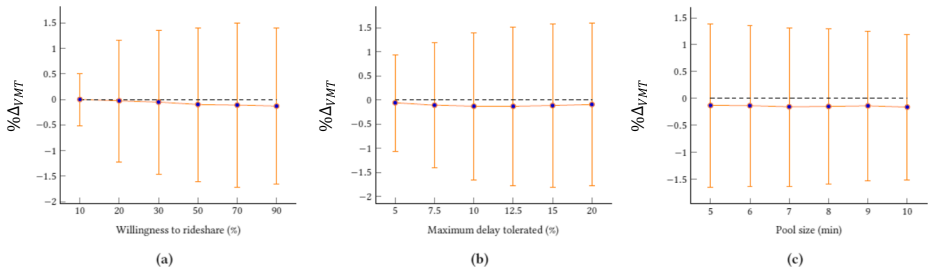 %Δ_VMT
1.5
1
0.5
0
−0.5
−1
−1.5
−2
10 20 30 50 70 90
Willingness to rideshare (%)
(a)
%Δ_VMT
1.5
1
0.5
0
−0.5
−1
−1.5
−2
5 7.5 10 12.5 15 20
Maximum delay tolerated (%)
(b)
%Δ_VMT
1.5
1
0.5
0
−0.5
−1
−1.5
5 6 7 8 9 10
Pool size (min)
(c)